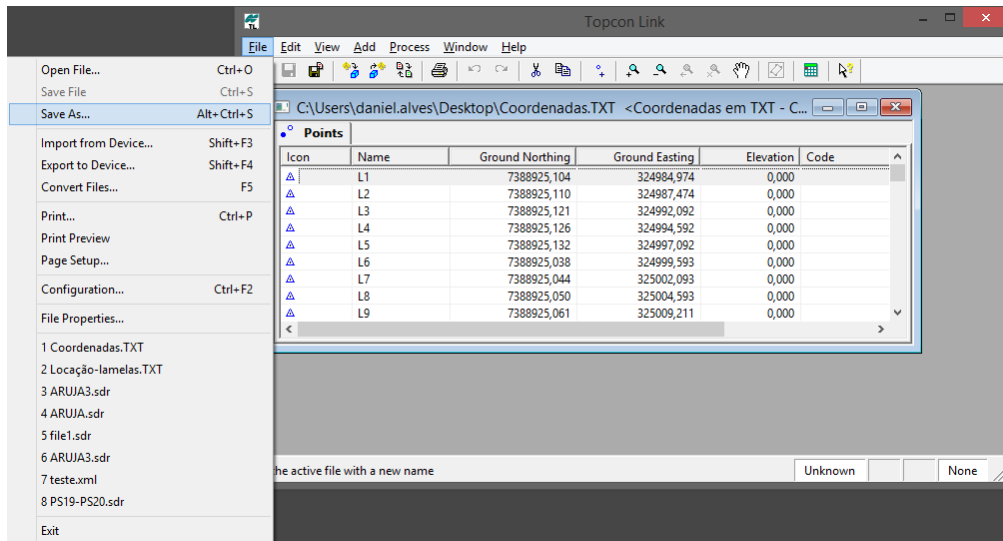 TL Topcon Link
File Edit View Add Process Window Help
Open File... Ctrl+O
Save File Ctrl+S
Save As... Alt+Ctrl+S
Import from Device... Shift+F3
Export to Device... Shift+F4
Convert Files... F5
Print... Ctrl+P
Print Preview
Page Setup...
Configuration... Ctrl+F2
File Properties...
1 Coordenadas.TXT
2 Locação-lamelas.TXT
3 ARUJA3.sdr
4 ARUJA.sdr
5 file1.sdr
6 ARUJA3.sdr
7 teste.xml
8 PS19-PS20.sdr
Exit
C:\Users\daniel.alves\Desktop\Coordenadas.TXT <Coordenadas em TXT - C...
Points
Icon Name Ground Northing Ground Easting Elevation Code
L1 7388925,104 324984,974 0,000
L2 7388925,110 324987,474 0,000
L3 7388925,121 324992,092 0,000
L4 7388925,126 324994,592 0,000
L5 7388925,132 324997,092 0,000
L6 7388925,038 324999,593 0,000
L7 7388925,044 325002,093 0,000
L8 7388925,050 325004,593 0,000
L9 7388925,061 325009,211 0,000
the active file with a new name Unknown None